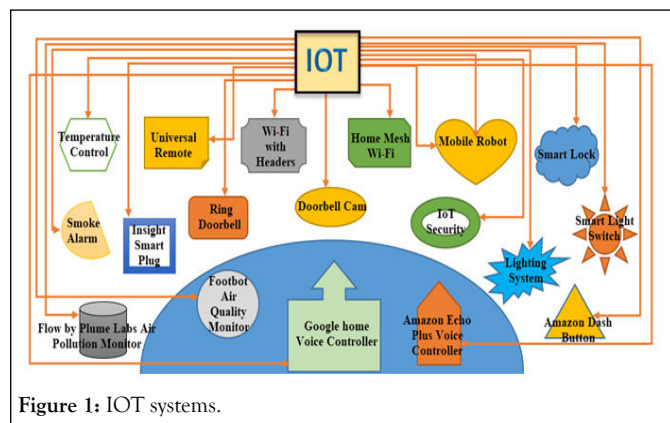 IOT
Temperature
Control
Universal
Remote
Wi-Fi
with
Headers
Home Mesh
Wi-Fi
Mobile Robot
Smart Lock
Smoke
Alarm
Insight
Smart
Plug
Ring
Doorbell
Doorbell Cam
IoT
Security
Lighting
System
Smart Light
Switch
Flow by Plume Labs Air
Pollution Monitor
Footbot
Air
Quality
Monitor
Google home
Voice Controller
Amazon Echo
Plus Voice
Controller
Amazon Dash
Button
Figure 1: IOT systems.